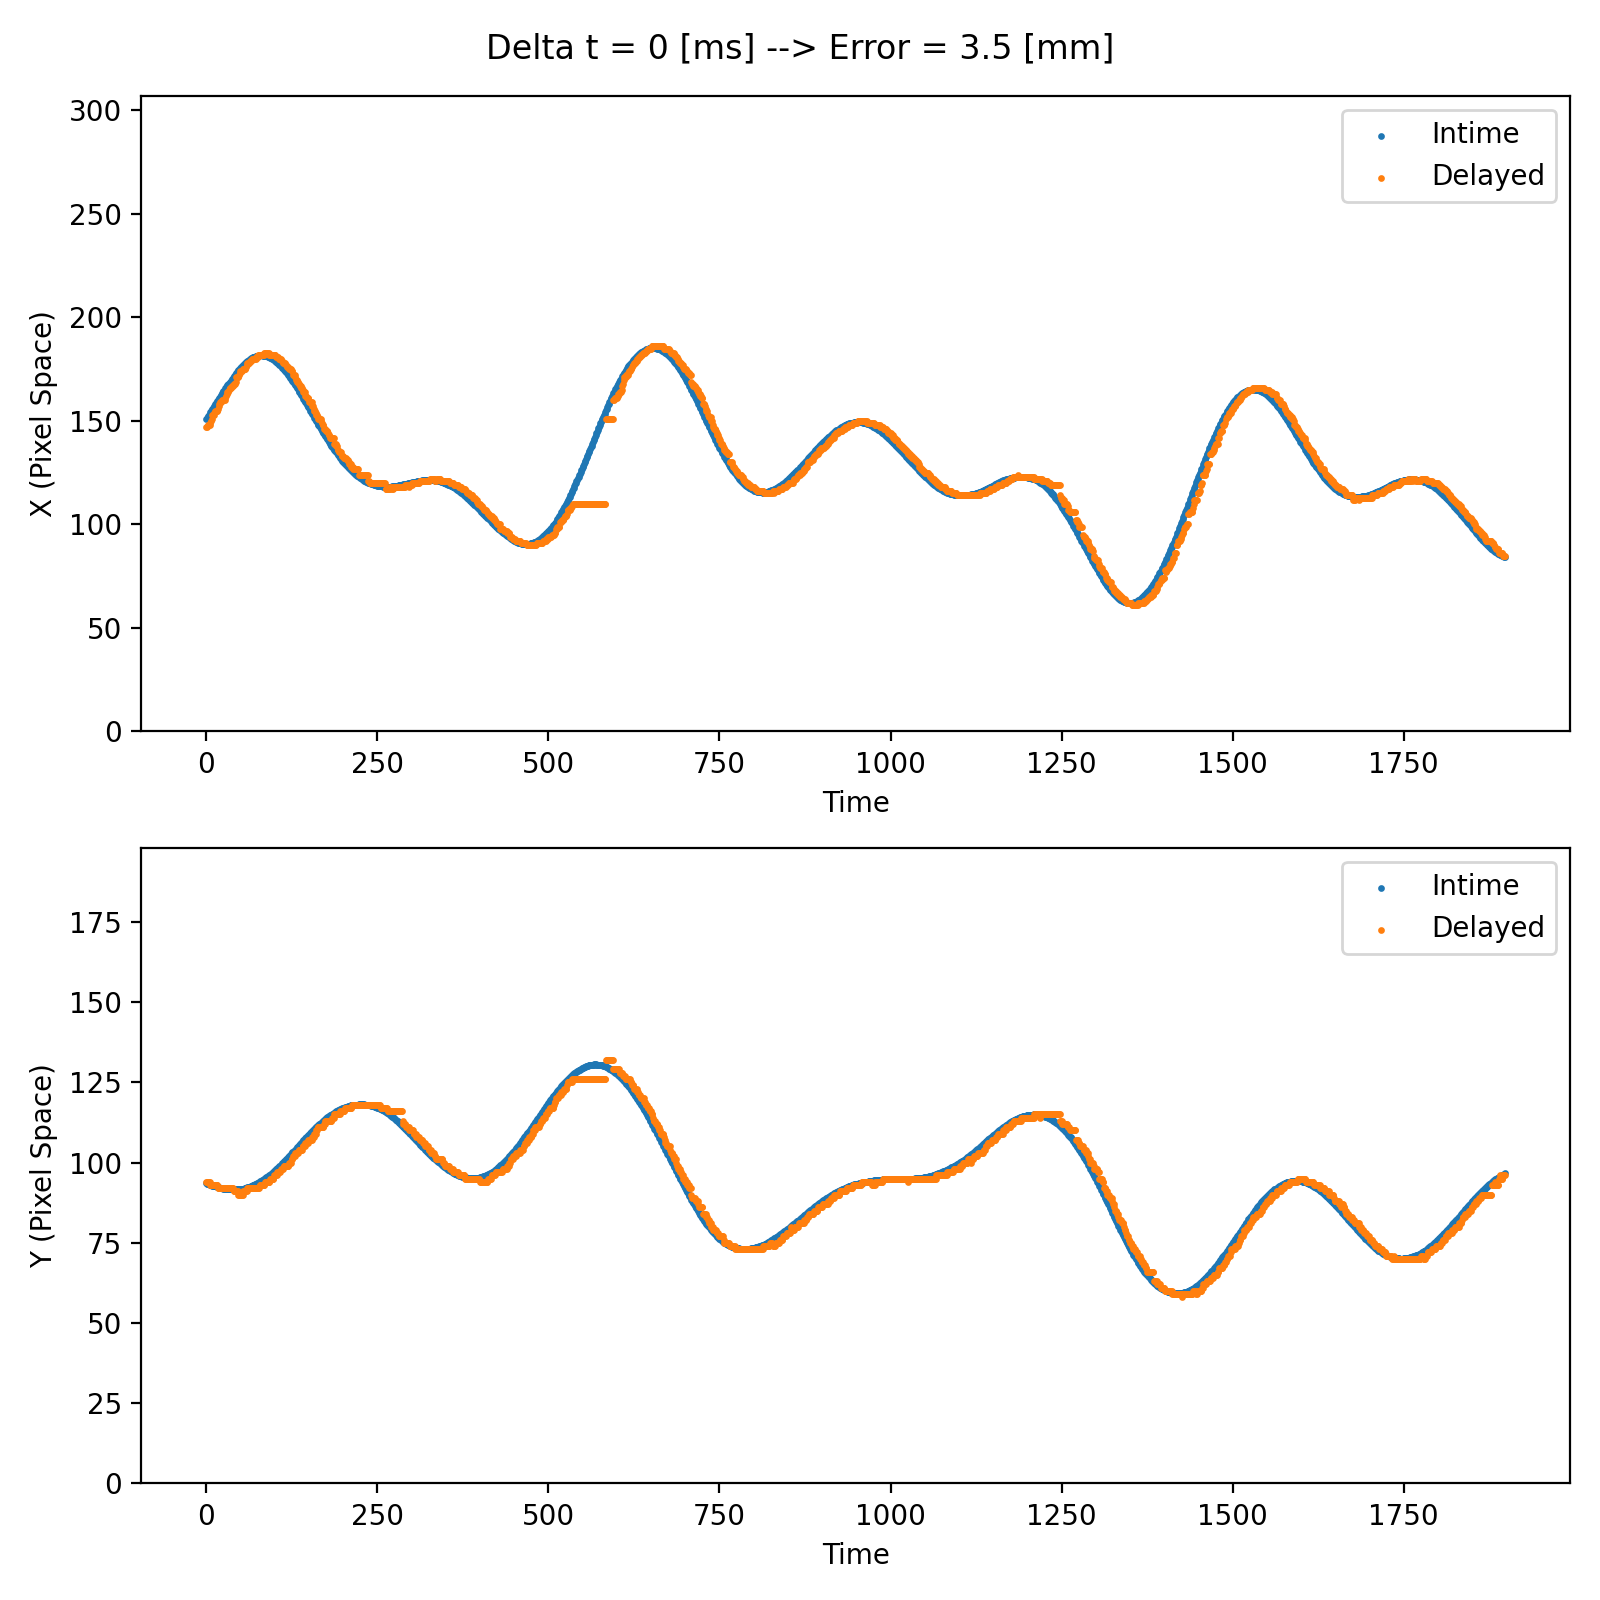 Delta t = 0 [ms] --> Error = 3.5 [mm]
300
250
200
150
100
50
0
X (Pixel Space)
Intime
Delayed
0 250 500 750 1000 1250 1500 1750
Time
175
150
125
100
75
50
25
0
Y (Pixel Space)
Intime
Delayed
0 250 500 750 1000 1250 1500 1750
Time